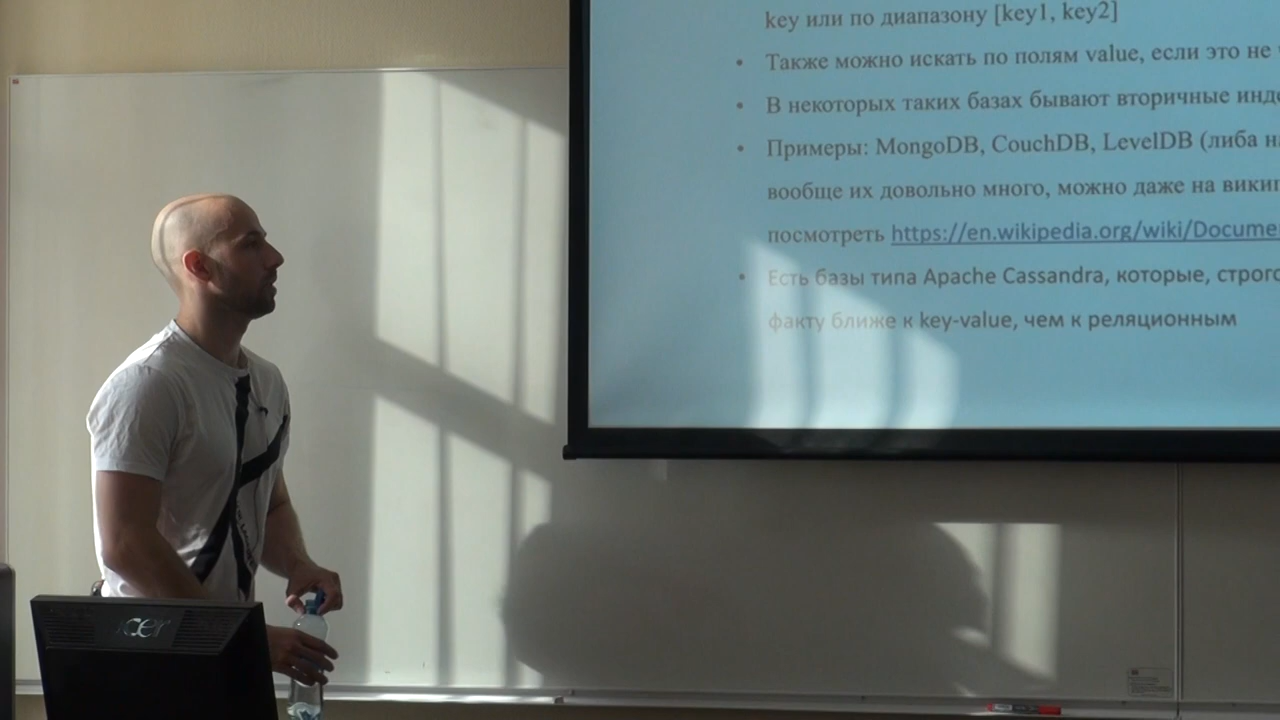 key или по диапазону [key1, key2]
• Также можно искать по полям value, если это не
• В некоторых таких базах бывают вторичные инде
• Примеры: MongoDB, CouchDB, LevelDB (либа н
вообще их довольно много, можно даже на викип
посмотреть https://en.wikipedia.org/wiki/Docume
• Есть базы типа Apache Cassandra, которые, строго
факту ближе к key-value, чем к реляционным
acer